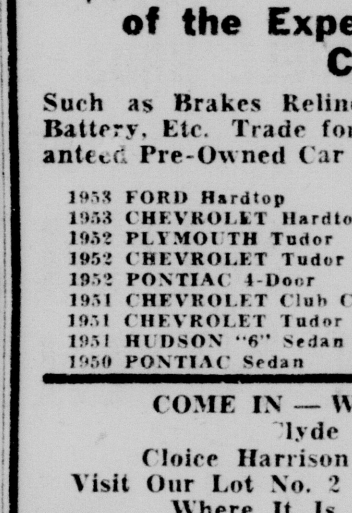 of the Expe
C
Such as Brakes Relin
Battery, Etc. Trade for
anteed Pre-Owned Car
1953 FORD Hardtop
1953 CHEVROLET Hardto
1952 PLYMOUTH Tudor
1952 CHEVROLET Tudor
1952 PONTIAC 4-Door
1951 CHEVROLET Club C
1951 CHEVROLET Tudor
1951 HUDSON "6" Sedan
1950 PONTIAC Sedan
COME IN — W
Clyde
Cloice Harrison
Visit Our Lot No. 2
Where It Is